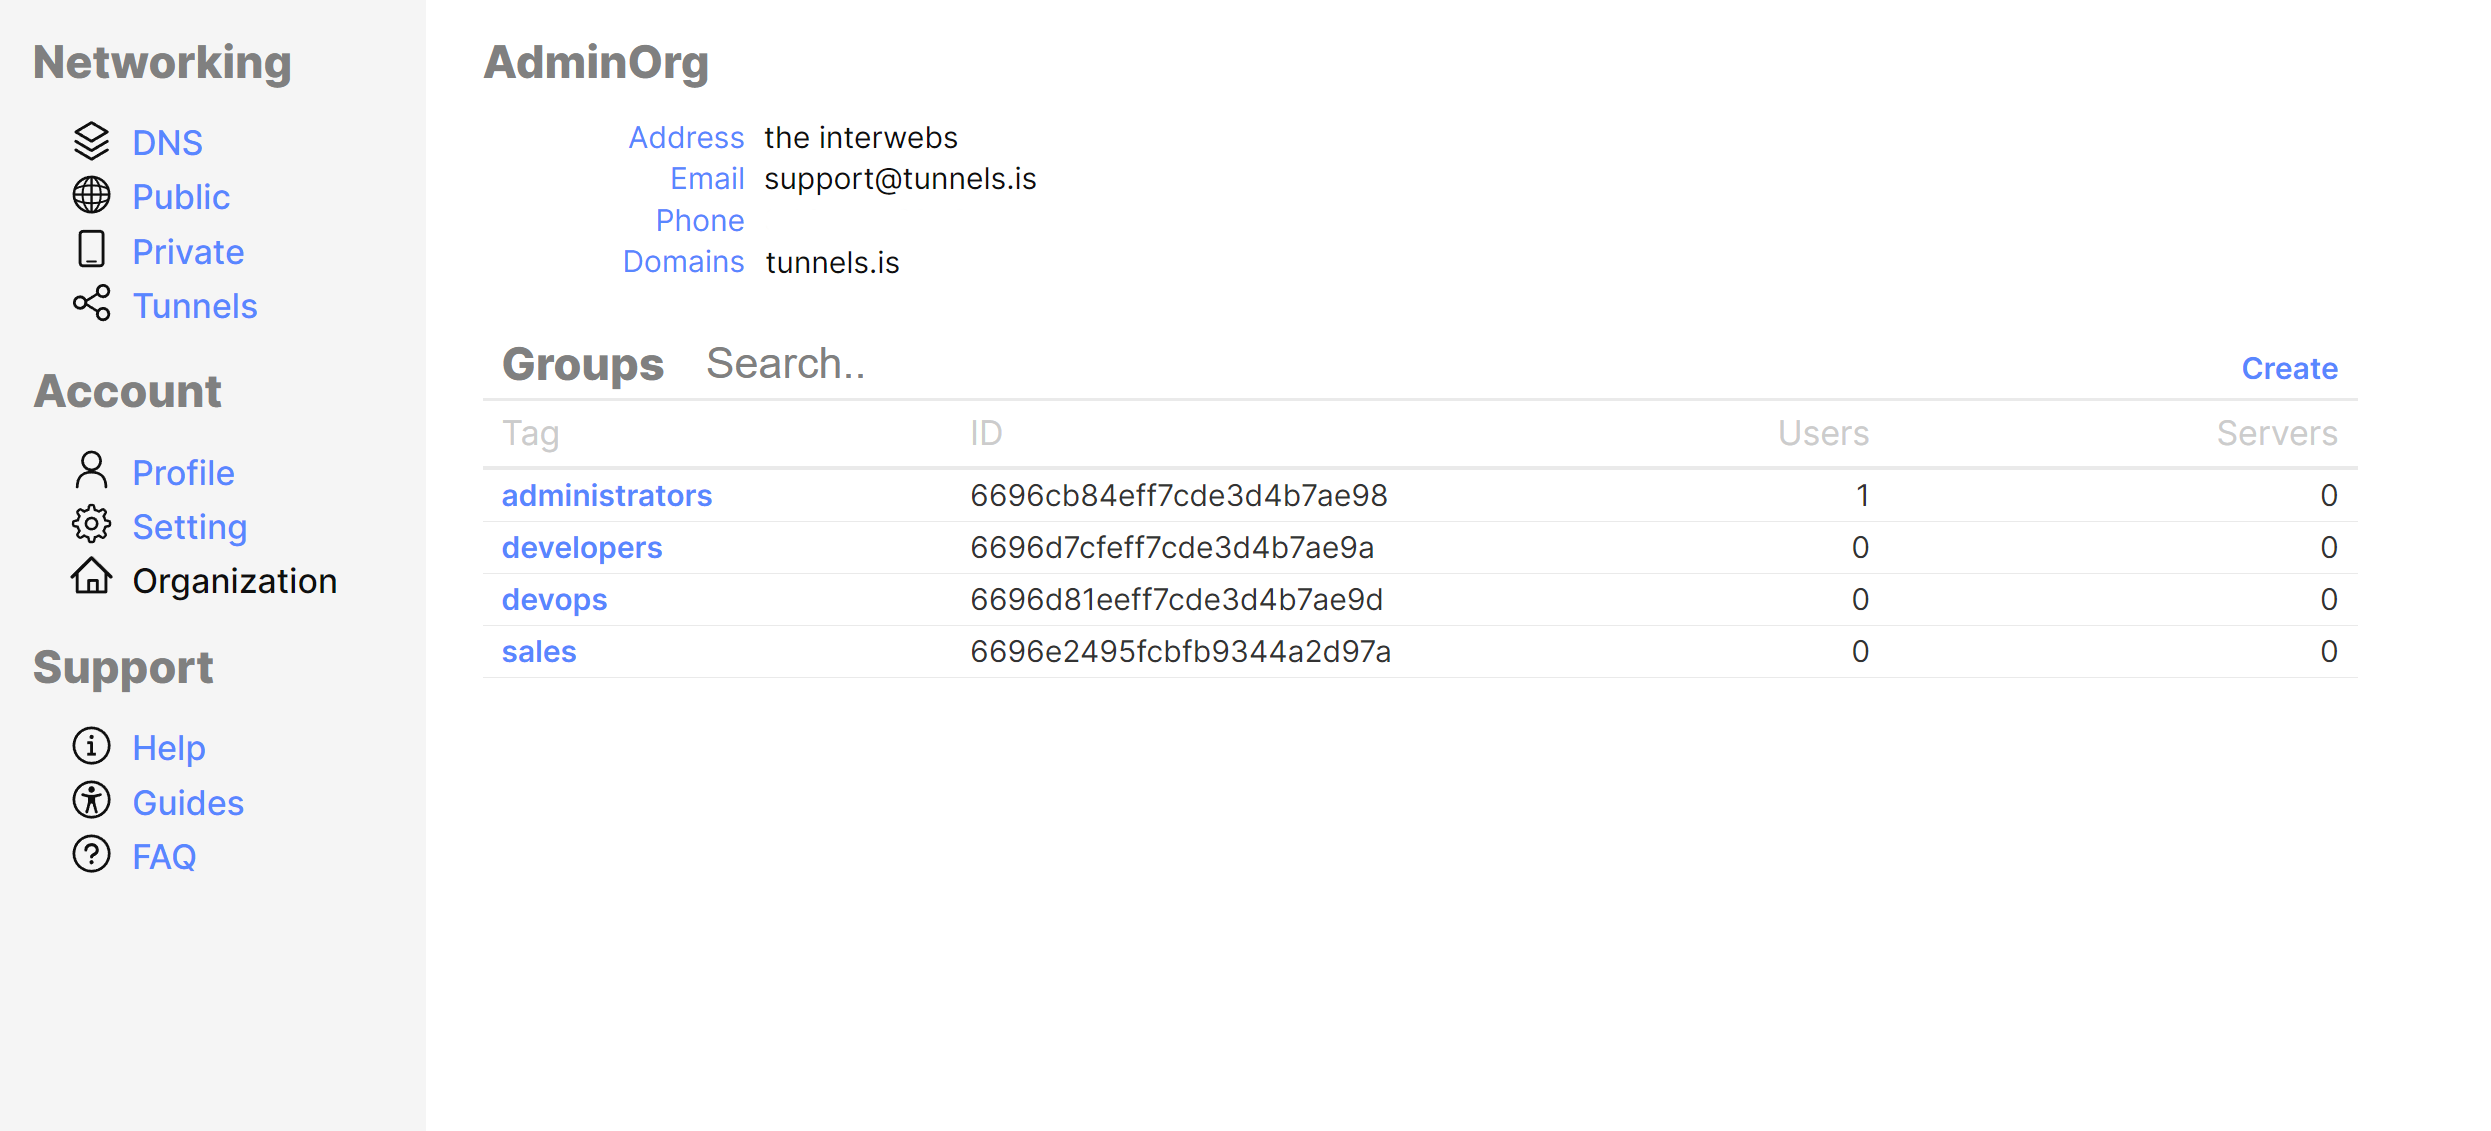 Networking
DNS
Public
Private
Tunnels
Account
Profile
Setting
Organization
Support
Help
Guides
FAQ
AdminOrg
Address the interwebs
Email support@tunnels.is
Phone
Domains tunnels.is
Groups Search.. Create
Tag ID Users Servers
administrators 6696cb84eff7cde3d4b7ae98 1 0
developers 6696d7cfeff7cde3d4b7ae9a 0 0
devops 6696d81eeff7cde3d4b7ae9d 0 0
sales 6696e2495fcbfb9344a2d97a 0 0